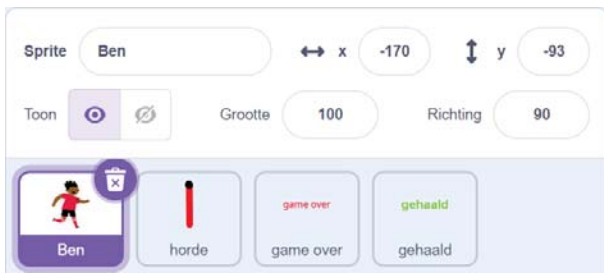 Sprite Ben x -170 y -93
Toon Grootte 100 Richting 90
game over gehaald
Ben horde game over gehaald